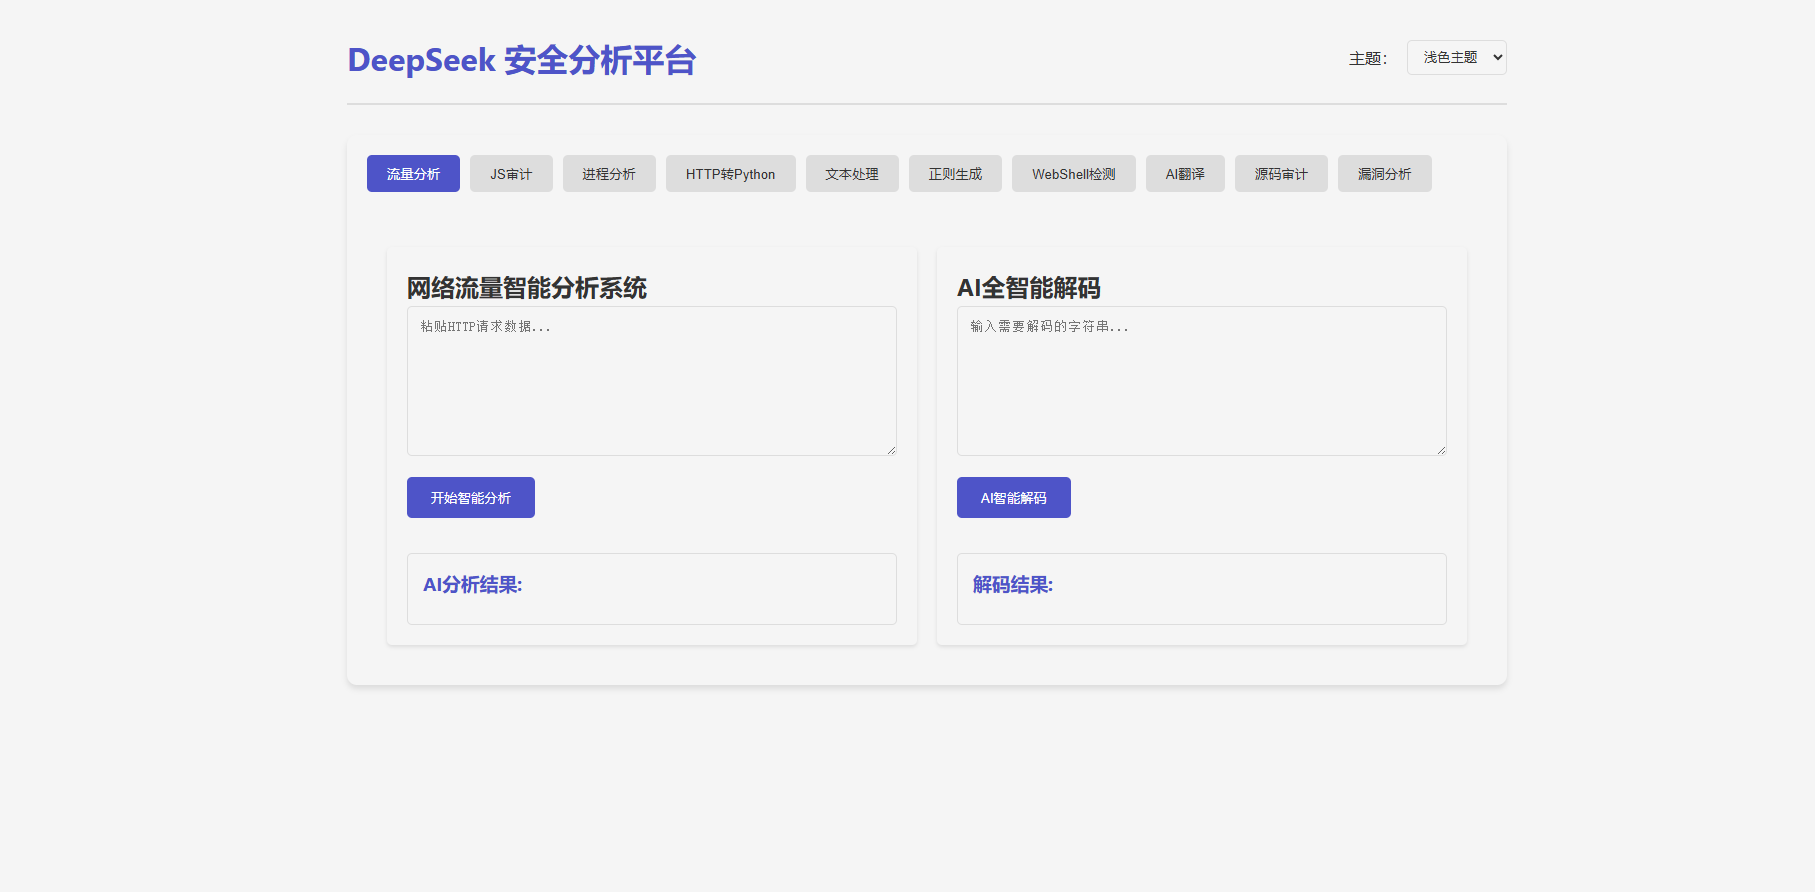 DeepSeek 安全分析平台
主题：
浅色主题
流量分析 JS审计 进程分析 HTTP转Python 文本处理 正则生成 WebShell检测 AI翻译 源码审计 漏洞分析
网络流量智能分析系统
粘贴HTTP请求数据...
开始智能分析
AI分析结果:
AI全智能解码
输入需要解码的字符串...
AI智能解码
解码结果: